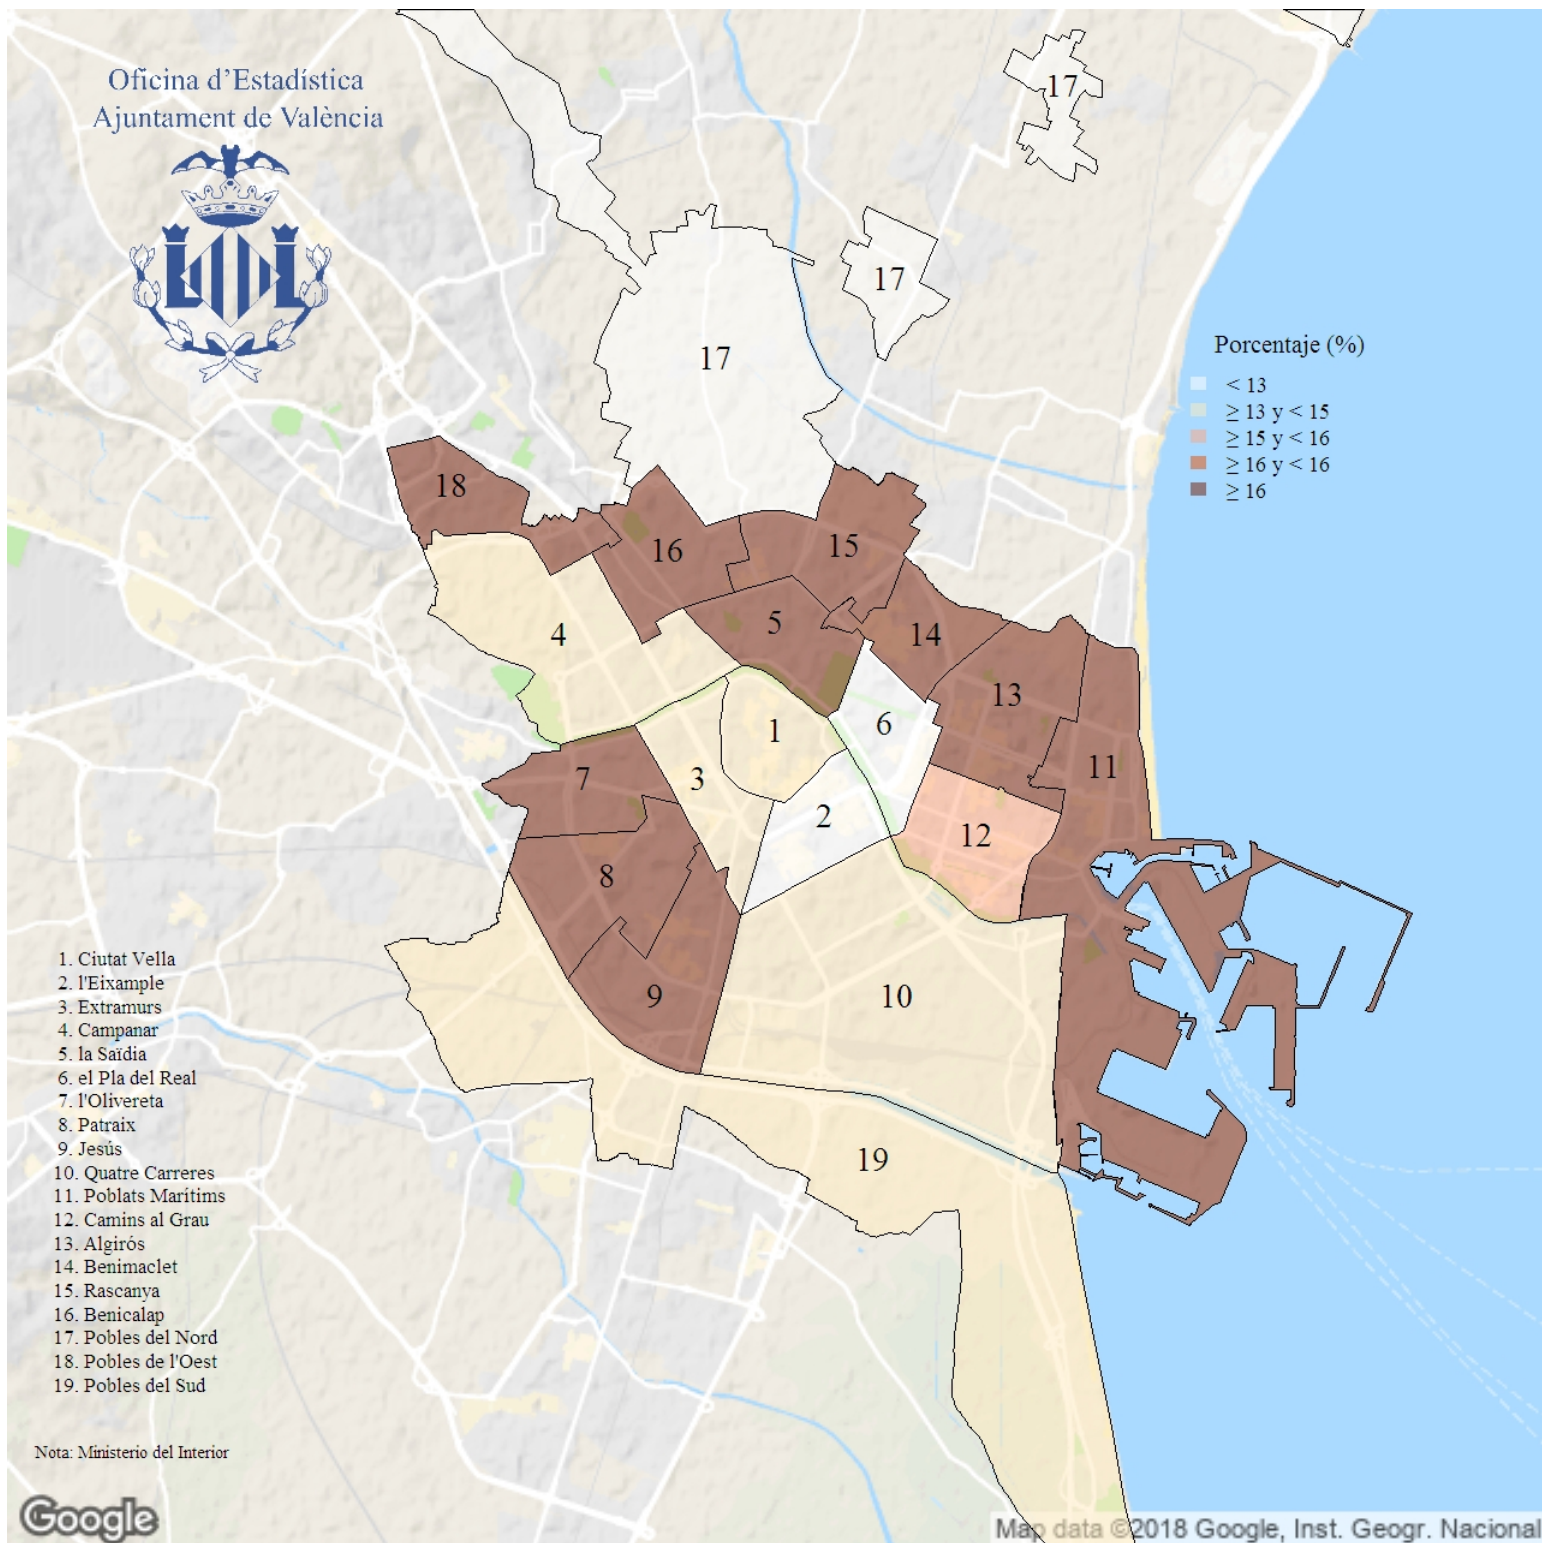 Oficina d'Estadística
Ajuntament de València
17
17
17
18
16
15
5
14
4
13
6
1
11
7
3
2
12
8
9
10
19
Porcentaje (%)
< 13
≥ 13 y < 15
≥ 15 y < 16
≥ 16 y < 16
≥ 16
1. Ciutat Vella
2. l'Eixample
3. Extramurs
4. Campanar
5. la Saïdia
6. el Pla del Real
7. l'Olivereta
8. Patraix
9. Jesús
10. Quatre Carreres
11. Poblats Marítims
12. Camins al Grau
13. Algirós
14. Benimaclet
15. Rascanya
16. Benicalap
17. Pobles del Nord
18. Pobles de l'Oest
19. Pobles del Sud
Nota: Ministerio del Interior
Google
Map data ©2018 Google, Inst. Geogr. Nacional